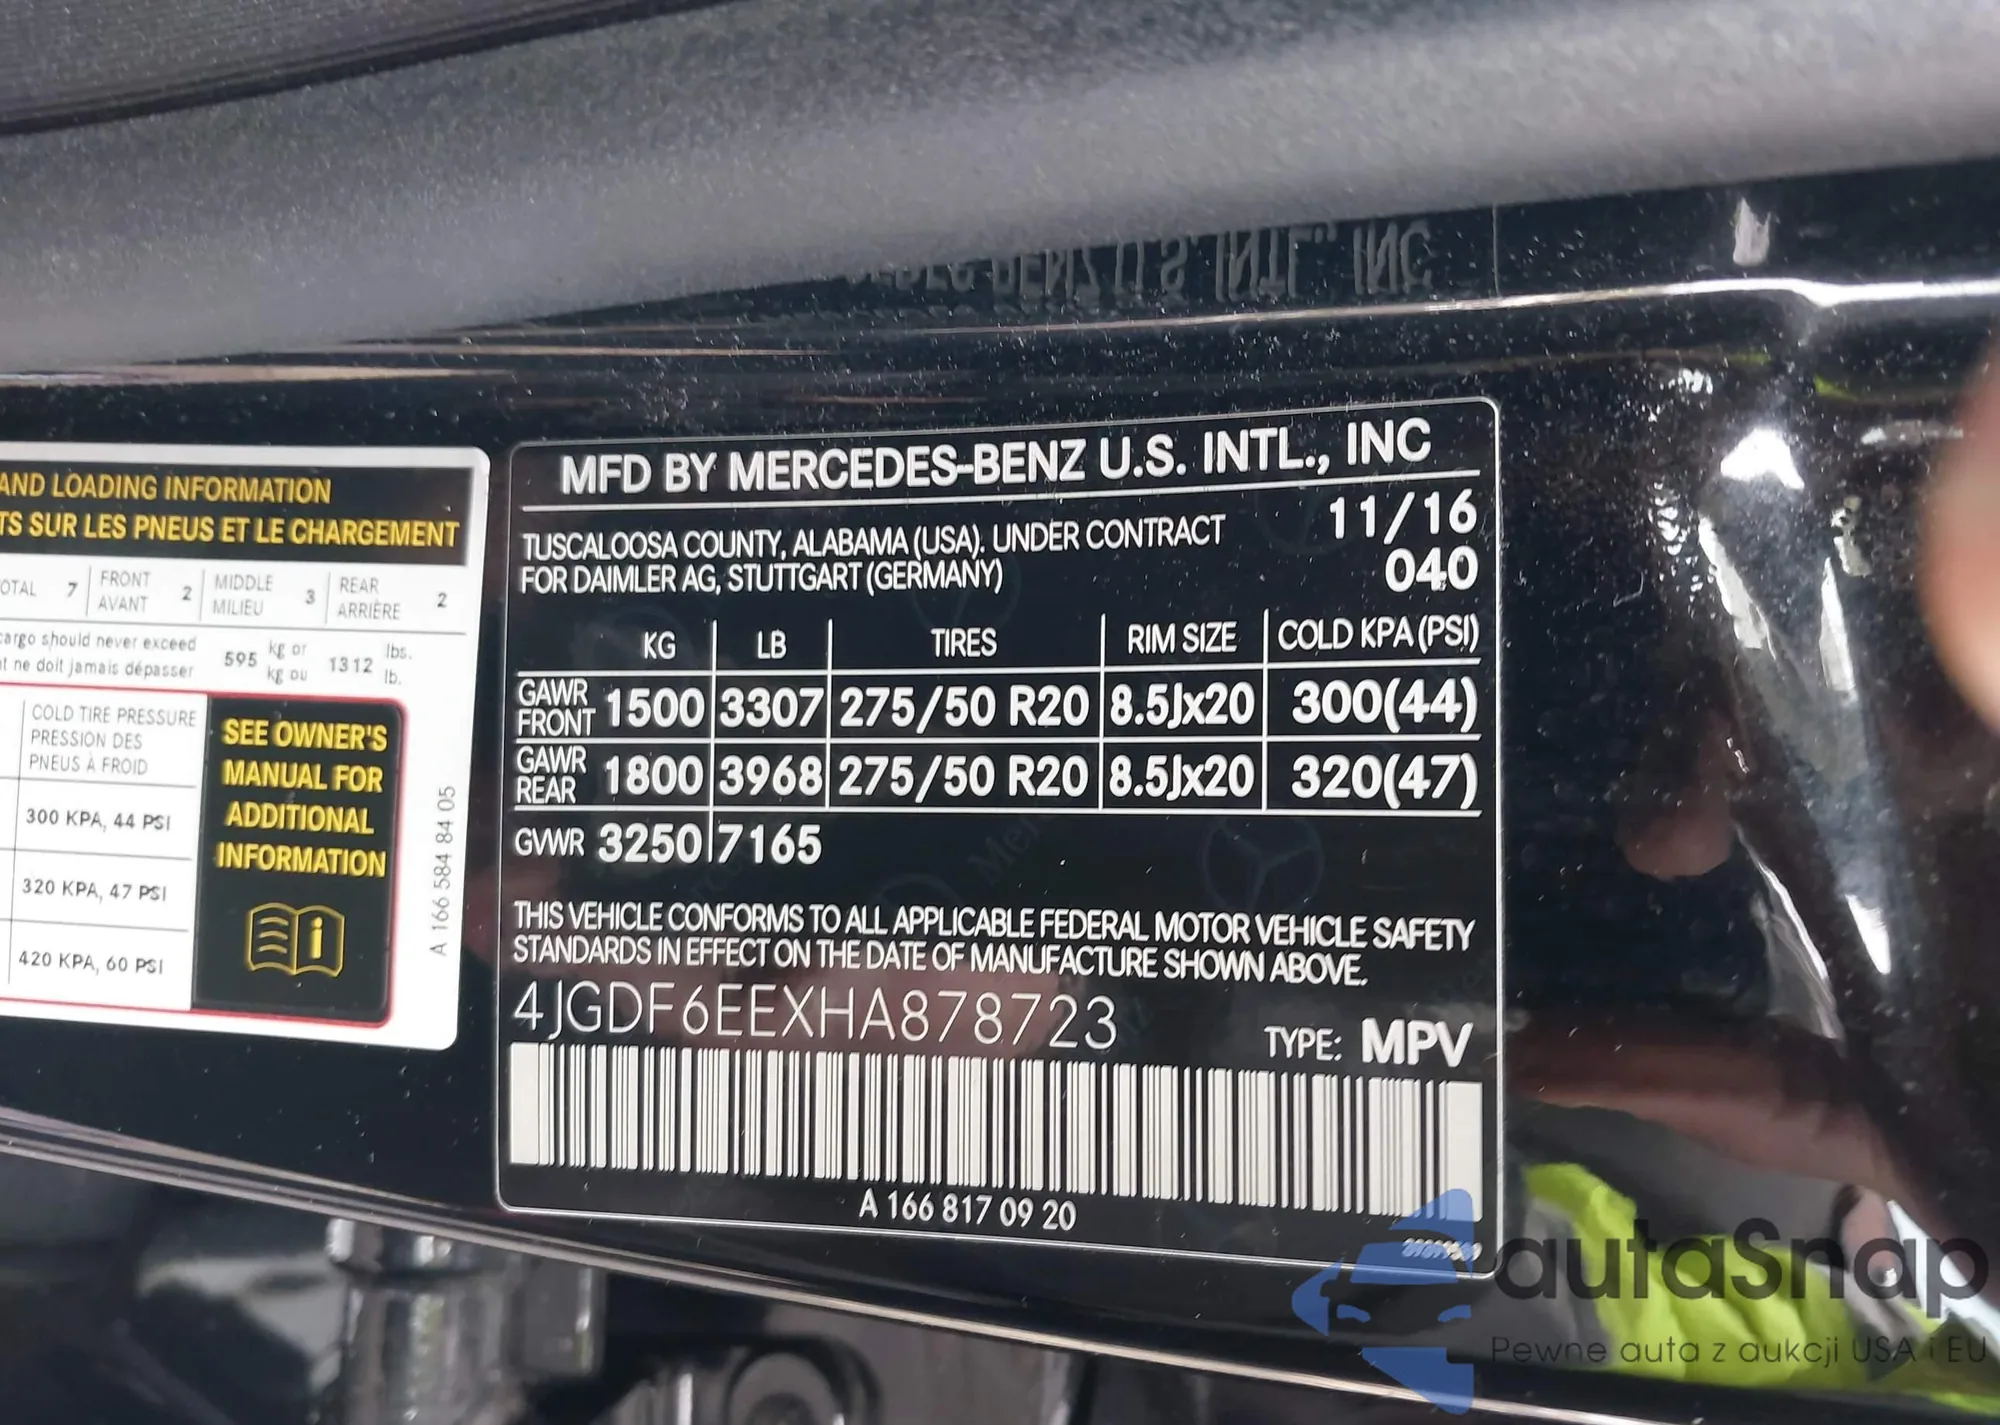 AND LOADING INFORMATION
TS SUR LES PNEUS ET LE CHARGEMENT
OTAL 7 FRONT AVANT 2 MIDDLE MILIEU 3 REAR ARRIÈRE 2
cargo should never exceed
t ne doit jamais dépasser
595 kg or kg ou 1312 lbs. lb.
COLD TIRE PRESSURE
PRESSION DES
PNEUS À FROID
300 KPA, 44 PSI
320 KPA, 47 PSI
420 KPA, 60 PSI
SEE OWNER'S
MANUAL FOR
ADDITIONAL
INFORMATION
A 166 584 84 05
MFD BY MERCEDES-BENZ U.S. INTL., INC
TUSCALOOSA COUNTY, ALABAMA (USA). UNDER CONTRACT
FOR DAIMLER AG, STUTTGART (GERMANY)
11/16
040
KG LB TIRES RIM SIZE COLD KPA (PSI)
GAWR FRONT 1500 3307 275/50 R20 8.5Jx20 300(44)
GAWR REAR 1800 3968 275/50 R20 8.5Jx20 320(47)
GVWR 3250 7165
THIS VEHICLE CONFORMS TO ALL APPLICABLE FEDERAL MOTOR VEHICLE SAFETY
STANDARDS IN EFFECT ON THE DATE OF MANUFACTURE SHOWN ABOVE.
4JGDF6EEXHA878723
TYPE: MPV
A 166 817 09 20
autaSnap
Pewne auta z aukcji USA i EU